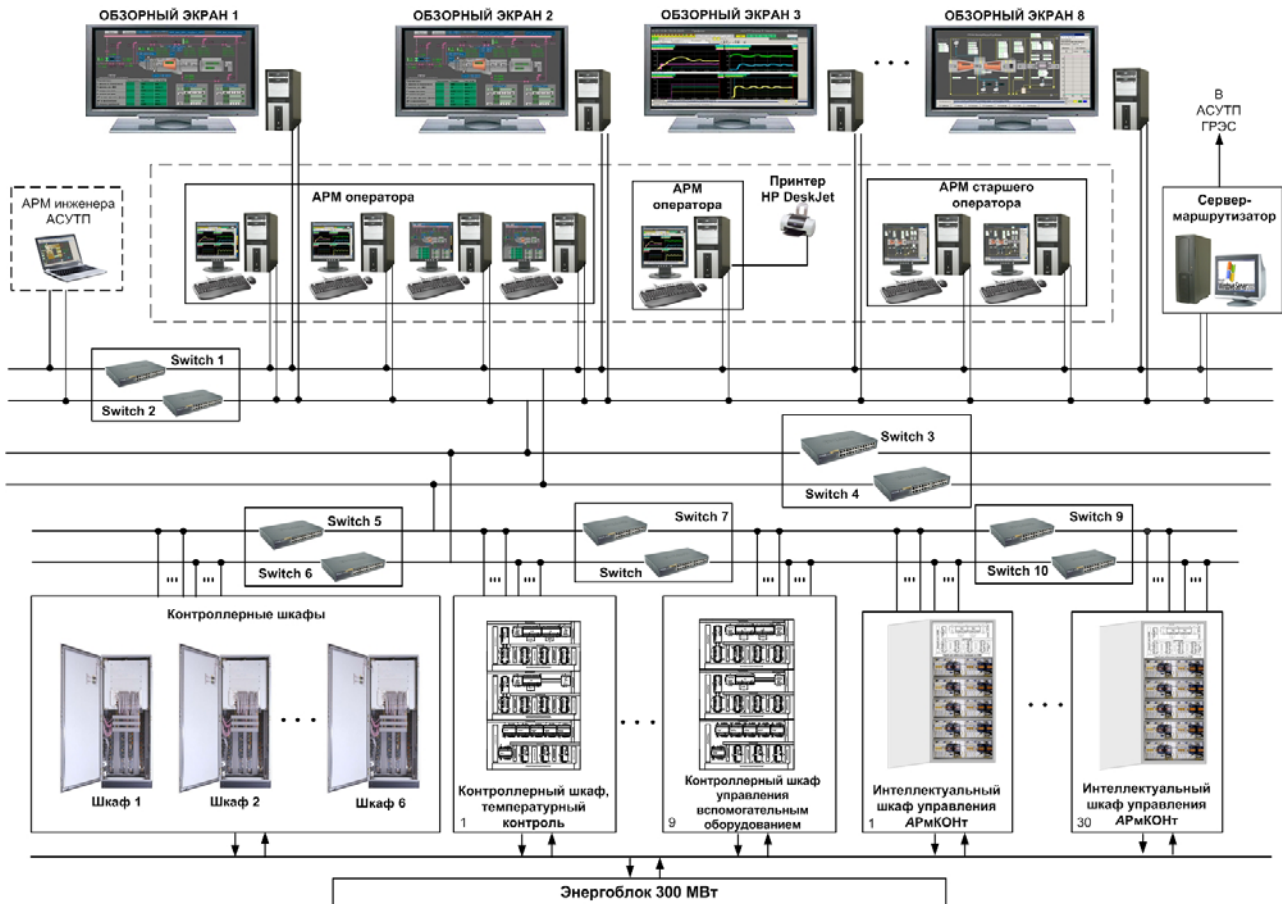 ОБЗОРНЫЙ ЭКРАН 1
ОБЗОРНЫЙ ЭКРАН 2
ОБЗОРНЫЙ ЭКРАН 3
ОБЗОРНЫЙ ЭКРАН 8
. . .
В
АСУТП
ГРЭС
АРМ инженера
АСУТП
АРМ оператора
АРМ
оператора
Принтер
HP DeskJet
АРМ старшего
оператора
Сервер-
маршрутизатор
Switch 1
Switch 2
Switch 3
Switch 4
Switch 5
Switch 6
Switch 7
Switch
Switch 9
Switch 10
Контроллерные шкафы
Шкаф 1
Шкаф 2
. . .
Шкаф 6
Контроллерный шкаф,
температурный
контроль
1
. . .
Контроллерный шкаф
управления
вспомогательным
оборудованием
9
Интеллектуальный
шкаф управления
АРмКОНт
1
. . .
Интеллектуальный
шкаф управления
АРмКОНт
30
Энергоблок 300 МВт